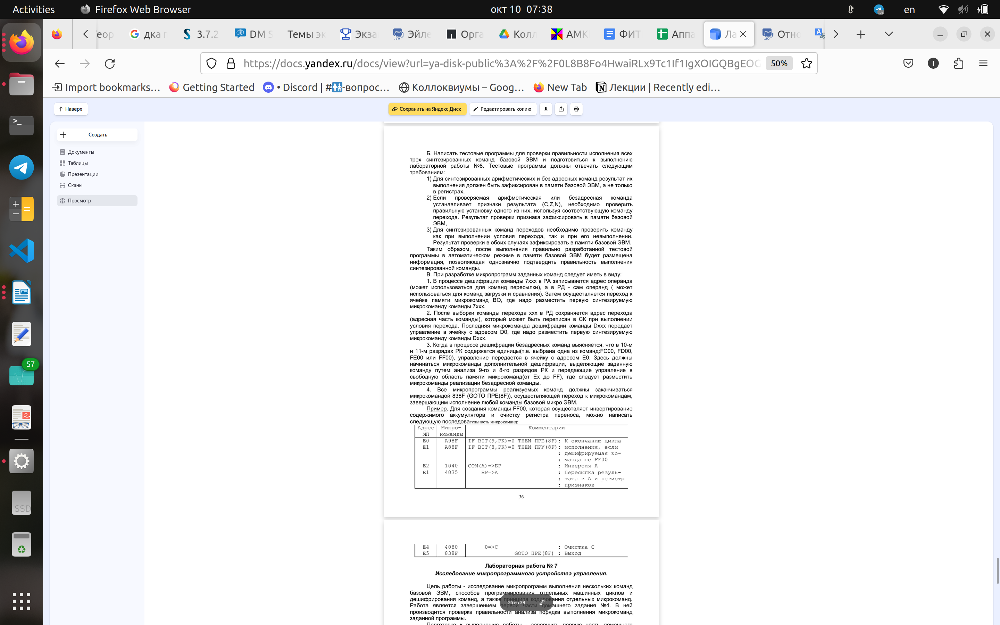 Activities Firefox Web Browser окт 10 07:38 32 en
еор дка г 3.7.2 DM S Темы эк Экза Эйле Орга Колл АМК ФИТ Аппа Ла Отно
https://docs.yandex.ru/docs/view?url=ya-disk-public%3A%2F%2F0L8B8Fo4HwaiRLx9Tc1If1IgXOIGQBgEOG 50%
Import bookmarks... Getting Started • Discord | #-вопрос... Коллоквиумы – Goog... New Tab Лекции | Recently edi...
Наверх Сохранить на Яндекс Диск Редактировать копию
Создать
Документы
Таблицы
Презентации
Сканы
Просмотр
57
SSD
Б. Написать тестовые программы для проверки правильности исполнения всех
трех синтезированных команд базовой ЭВМ и подготовиться к выполнению
лабораторной работы №8. Тестовые программы должны отвечать следующим
требованиям:
1) Для синтезированных арифметических и без адресных команд результат их
выполнения должен быть зафиксирован в памяти базовой ЭВМ, а не только
в регистрах,
2) Если проверяемая арифметическая или безадресная команда
устанавливает признаки результата (C,Z,N), необходимо проверить
правильную установку одного из них, используя соответствующую команду
перехода. Результат проверки признака зафиксировать в памяти базовой
ЭВМ,
3) Для синтезированных команд переходов необходимо проверить команду
как при выполнении условия перехода, так и при его невыполнении.
Результат проверки в обоих случаях зафиксировать в памяти базовой ЭВМ.
Таким образом, после выполнения правильно разработанной тестовой
программы в автоматическом режиме в памяти базовой ЭВМ будет размещена
информация, позволяющая однозначно подтвердить правильность выполнения
синтезированной команды.
В. При разработке микропрограмм заданных команд следует иметь в виду:
1. В процессе дешифрации команды 7xxx в РА записывается адрес операнда
(может использоваться для команд пересылки), а в РД - сам операнд ( может
использоваться для команд загрузки и сравнения). Затем осуществляется переход к
ячейке памяти микрокоманд BO, где надо разместить первую синтезируемую
микрокоманду команды 7xxx.
2. После выборки команды перехода xxx в РД сохраняется адрес перехода
(адресная часть команды), который может быть переписан в СК при выполнении
условия перехода. Последняя микрокоманда дешифрации команды Dxxx передает
управление в ячейку с адресом D0, где надо разместить первую синтезируемую
микрокоманду команды Dxxx.
3. Когда в процессе дешифрации безадресных команд выясняется, что в 10-м
и 11-м разрядах РК содержатся единицы(т.е. выбрана одна из команд:FC00, FD00,
FE00 или FF00), управление передается в ячейку с адресом E0. Здесь должны
начинаться микрокоманды дополнительной дешифрации, выделяющие заданную
команду путем анализа 9-го и 8-го разрядов РК и передающие управление в
свободную область памяти микрокоманд(от Ex до FF), где следует разместить
микрокоманды реализации безадресной команды.
4. Все микропрограммы реализуемых команд должны заканчиваться
микрокомандой 838F (GOTO ПРЕ(8F)), осуществляющей переход к микрокомандам,
завершающим исполнение любой команды базовой микро ЭВМ.
Пример. Для создания команды FF00, которая осуществляет инвертирование
содержимого аккумулятора и очистку регистра переноса, можно написать
следующую последовательность микрокоманд:
Адрес Микро- Комментарии
МП команды
E0 A98F IF BIT(9,РК)=0 THEN ПРЕ(8F): К окончанию цикла
E1 A88F IF BIT(8,РК)=0 THEN ПРУ(8F): исполнения, если
: дешифрируемая ко-
: манда не FF00
E2 1040 COM(A)=>БР : Инверсия А
E1 4035 БР=>А : Пересылка резуль-
: тата в А и регистр
: признаков
36
E4 4080 0=>C : Очистка С
E5 838F GOTO ПРЕ(8F) : Выход
Лабораторная работа № 7
Исследование микропрограммного устройства управления.
Цель работы - исследование микропрограмм выполнения нескольких команд
базовой ЭВМ, способов программирования отдельных машинных циклов и
дешифрирования команд, а также принципа кодирования отдельных микрокоманд.
Работа является завершением первой части домашнего задания №4. В ней
36 из 39
производится проверка правильности анализа порядка выполнения микрокоманд
заданной программы.
Подготовка к выполнению работы - завершить первую часть домашнего